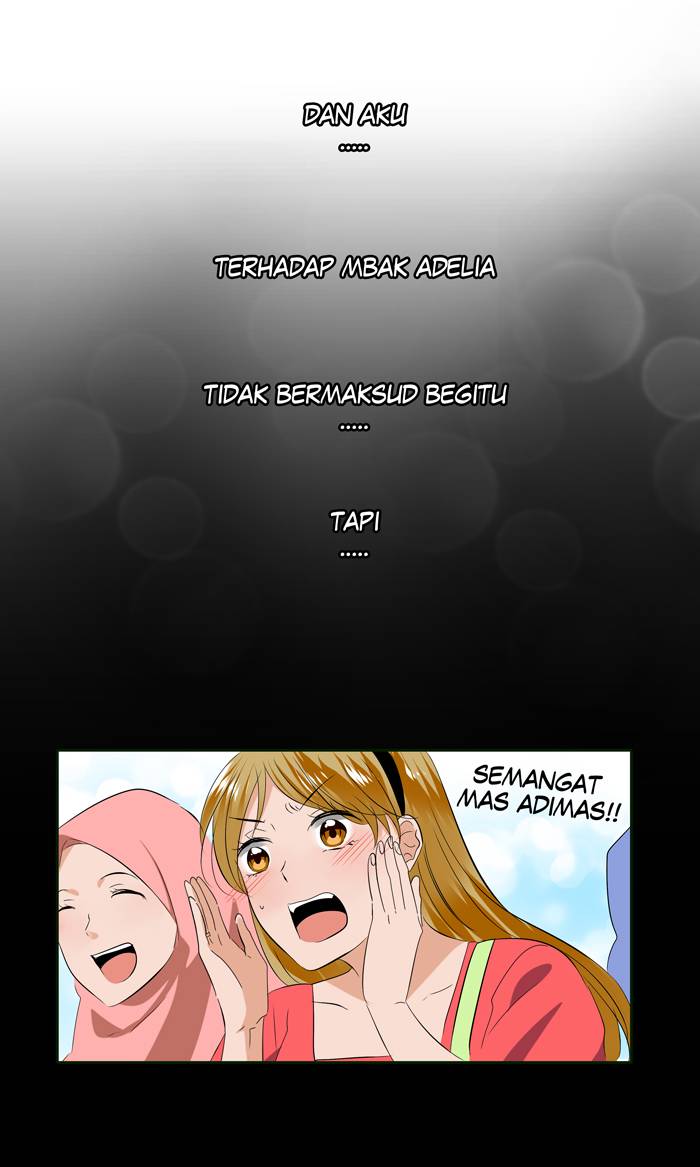 DAN AKU
.....
TERHADAP MBAK ADELIA
TIDAK BERMAKSUD BEGITU
.....
TAPI
.....
SEMANGAT
MAS ADIMAS!!